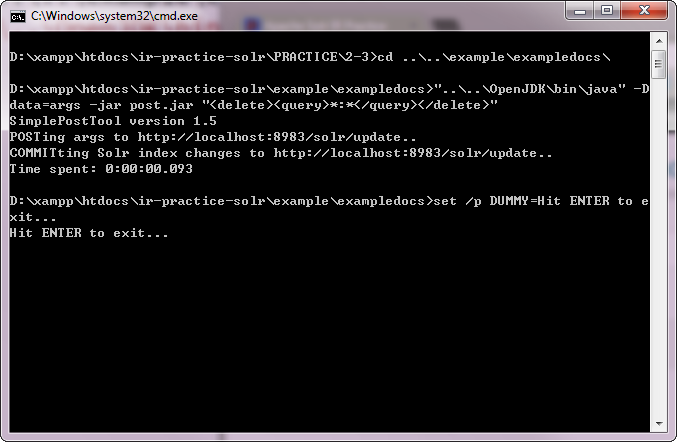 C:\Windows\system32\cmd.exe
D:\xampp\htdocs\ir-practice-solr\PRACTICE\2-3>cd ..\..\example\exampledocs\
D:\xampp\htdocs\ir-practice-solr\example\exampledocs>"..\..\OpenJDK\bin\java" -D
data=args -jar post.jar "<delete><query>*:*</query></delete>"
SimplePostTool version 1.5
POSTing args to http://localhost:8983/solr/update..
COMMITting Solr index changes to http://localhost:8983/solr/update..
Time spent: 0:00:00.093
D:\xampp\htdocs\ir-practice-solr\example\exampledocs>set /p DUMMY=Hit ENTER to e
xit...
Hit ENTER to exit...